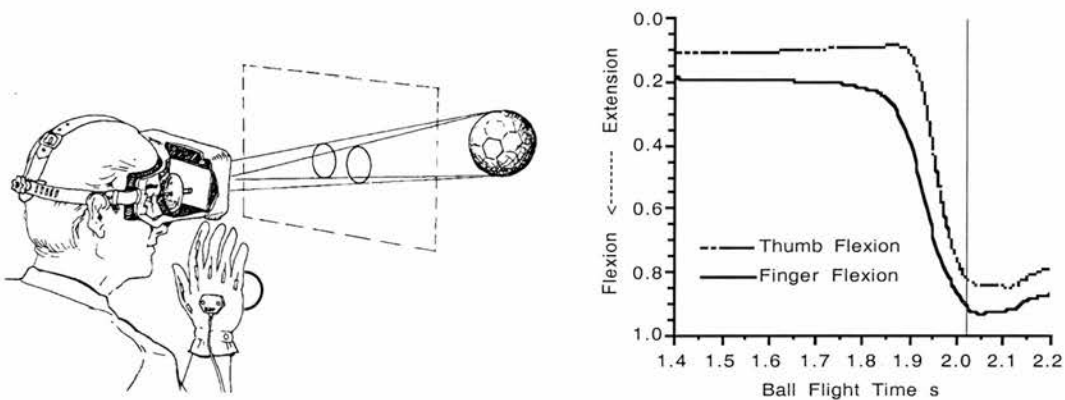 0.0
0.2
0.4
0.6
0.8
1.0
Flexion <------- Extension
Thumb Flexion
Finger Flexion
1.4 1.5 1.6 1.7 1.8 1.9 2.0 2.1 2.2
Ball Flight Time s